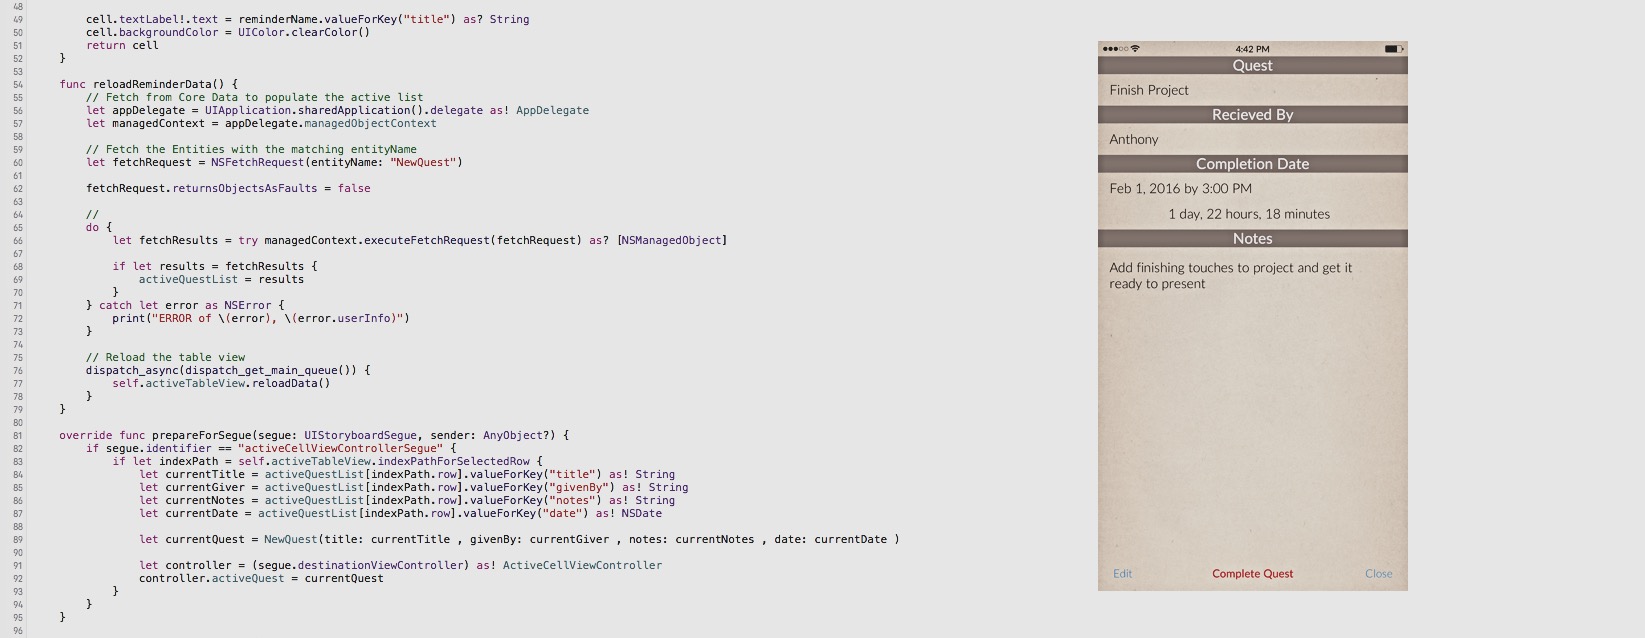 48
49 cell.textLabel!.text = reminderName.valueForKey("title") as? String
50 cell.backgroundColor = UIColor.clearColor()
51 return cell
52 }
53
54 func reloadReminderData() {
55 // Fetch from Core Data to populate the active list
56 let appDelegate = UIApplication.sharedApplication().delegate as! AppDelegate
57 let managedContext = appDelegate.managedObjectContext
58
59 // Fetch the Entities with the matching entityName
60 let fetchRequest = NSFetchRequest(entityName: "NewQuest")
61
62 fetchRequest.returnsObjectsAsFaults = false
63
64 //
65 do {
66 let fetchResults = try managedContext.executeFetchRequest(fetchRequest) as? [NSManagedObject]
67
68 if let results = fetchResults {
69 activeQuestList = results
70 }
71 } catch let error as NSError {
72 print("ERROR of \(error), \(error.userInfo)")
73 }
74
75 // Reload the table view
76 dispatch_async(dispatch_get_main_queue()) {
77 self.activeTableView.reloadData()
78 }
79 }
80
81 override func prepareForSegue(segue: UIStoryboardSegue, sender: AnyObject?) {
82 if segue.identifier == "activeCellViewControllerSegue" {
83 if let indexPath = self.activeTableView.indexPathForSelectedRow {
84 let currentTitle = activeQuestList[indexPath.row].valueForKey("title") as! String
85 let currentGiver = activeQuestList[indexPath.row].valueForKey("givenBy") as! String
86 let currentNotes = activeQuestList[indexPath.row].valueForKey("notes") as! String
87 let currentDate = activeQuestList[indexPath.row].valueForKey("date") as! NSDate
88
89 let currentQuest = NewQuest(title: currentTitle , givenBy: currentGiver , notes: currentNotes , date: currentDate )
90
91 let controller = (segue.destinationViewController) as! ActiveCellViewController
92 controller.activeQuest = currentQuest
93 }
94 }
95 }
96
4:42 PM
Quest
Finish Project
Recieved By
Anthony
Completion Date
Feb 1, 2016 by 3:00 PM
1 day, 22 hours, 18 minutes
Notes
Add finishing touches to project and get it
ready to present
Edit Complete Quest Close